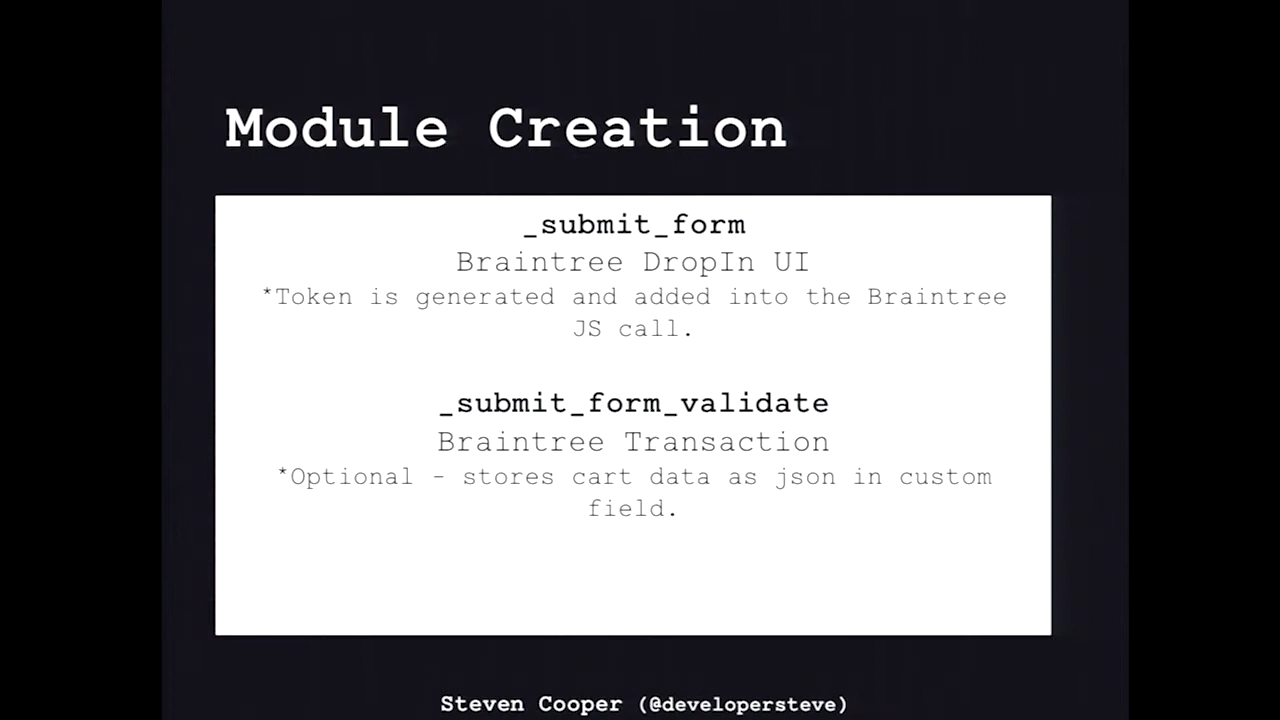 Module Creation
_submit_form
Braintree DropIn UI
*Token is generated and added into the Braintree
JS call.
_submit_form_validate
Braintree Transaction
*Optional - stores cart data as json in custom
field.
Steven Cooper (@developersteve)